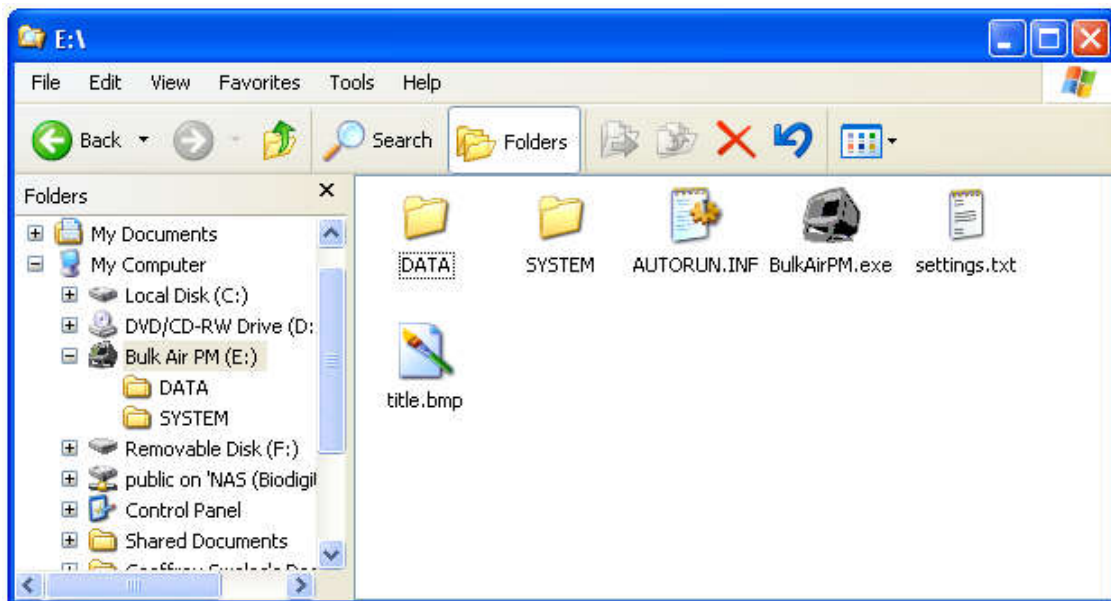 E:\
File Edit View Favorites Tools Help
Back Search Folders
Folders
My Documents
My Computer
Local Disk (C:)
DVD/CD-RW Drive (D:
Bulk Air PM (E:)
DATA
SYSTEM
Removable Disk (F:)
public on 'NAS (Biodigit
Control Panel
Shared Documents
DATA SYSTEM AUTORUN.INF BulkAirPM.exe settings.txt
title.bmp